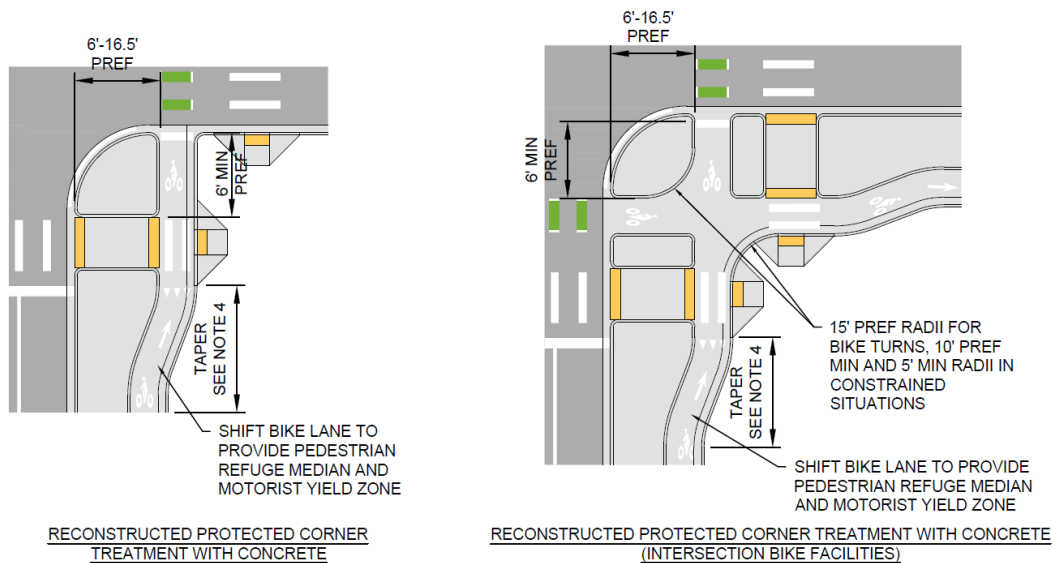 6'-16.5'
PREF
6' MIN
PREF
TAPER
SEE NOTE 4
SHIFT BIKE LANE TO
PROVIDE PEDESTRIAN
REFUGE MEDIAN AND
MOTORIST YIELD ZONE
RECONSTRUCTED PROTECTED CORNER
TREATMENT WITH CONCRETE
6'-16.5'
PREF
6' MIN
PREF
15' PREF RADII FOR
BIKE TURNS, 10' PREF
MIN AND 5' MIN RADII IN
CONSTRAINED
SITUATIONS
TAPER
SEE NOTE 4
SHIFT BIKE LANE TO PROVIDE
PEDESTRIAN REFUGE MEDIAN
AND MOTORIST YIELD ZONE
RECONSTRUCTED PROTECTED CORNER TREATMENT WITH CONCRETE
(INTERSECTION BIKE FACILITIES)